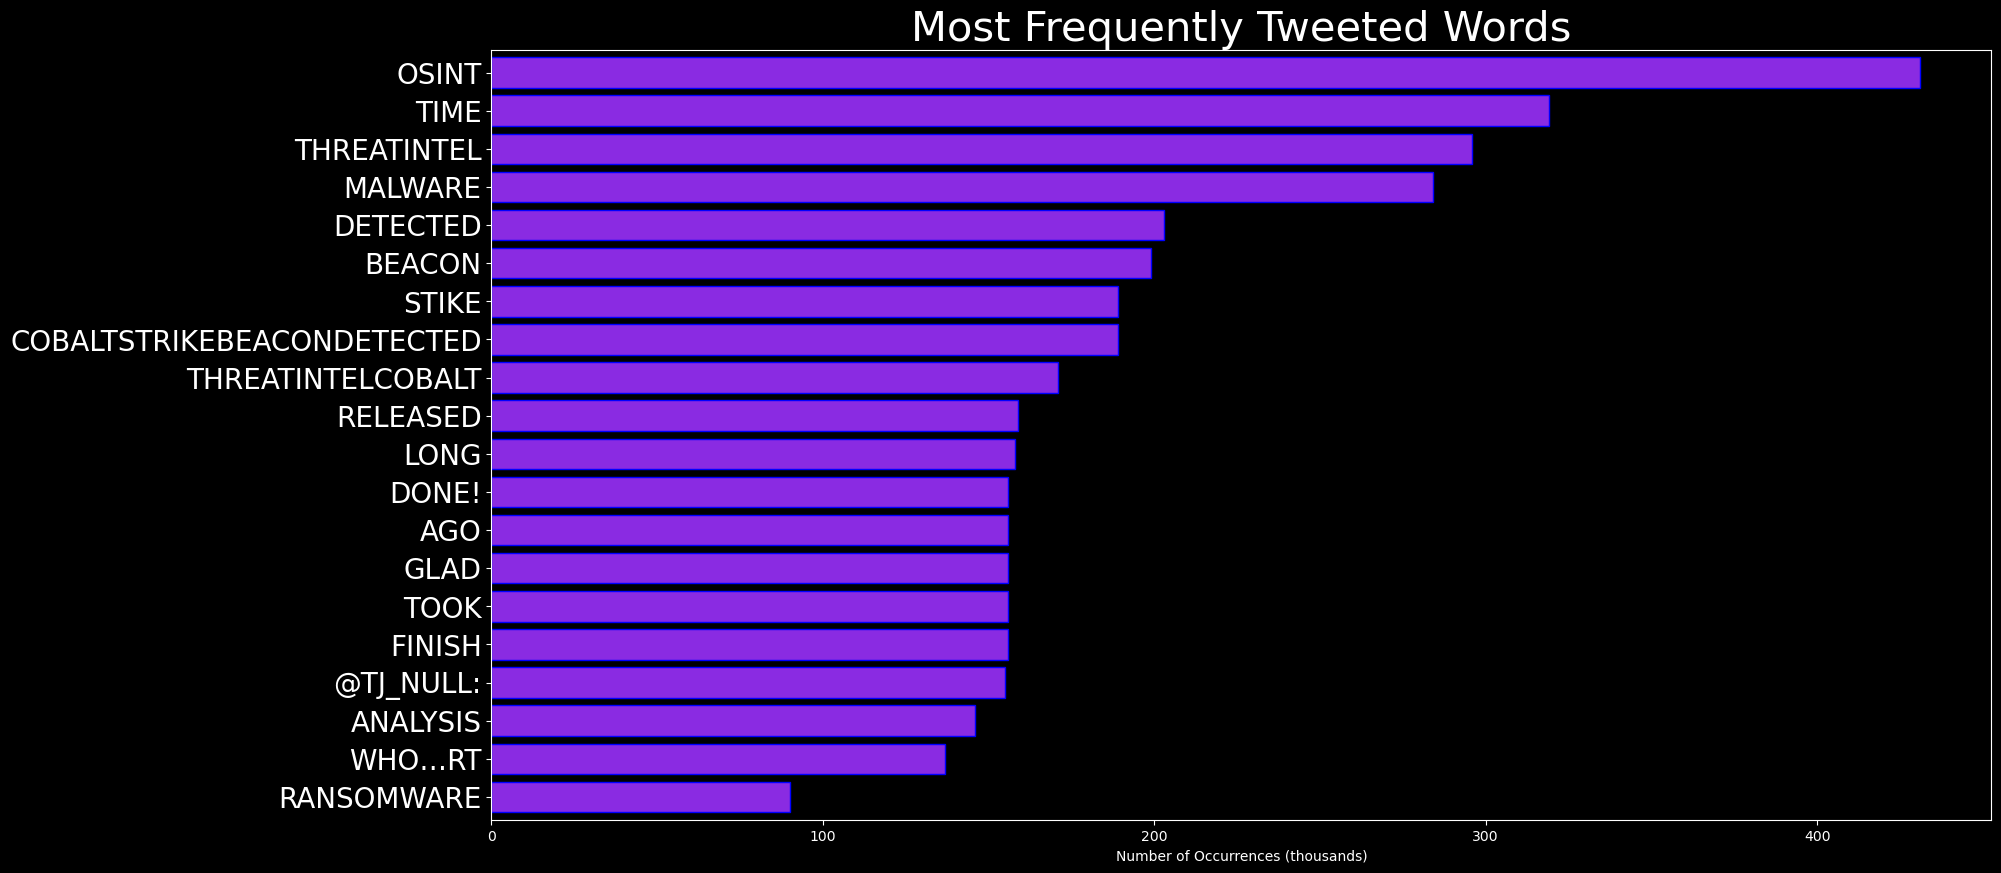 Most Frequently Tweeted Words
OSINT
TIME
THREATINTEL
MALWARE
DETECTED
BEACON
STIKE
COBALTSTRIKEBEACONDETECTED
THREATINTELCOBALT
RELEASED
LONG
DONE!
AGO
GLAD
TOOK
FINISH
@TJ_NULL:
ANALYSIS
WHO…RT
RANSOMWARE
0 100 200 300 400
Number of Occurrences (thousands)